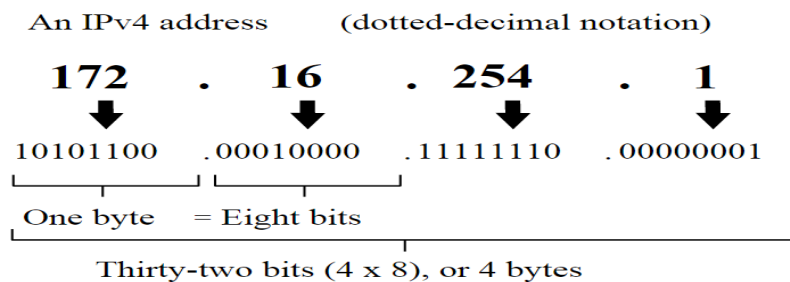 An IPv4 address (dotted-decimal notation)
172 . 16 . 254 . 1
10101100 .00010000 .11111110 .00000001
One byte = Eight bits
Thirty-two bits (4 x 8), or 4 bytes